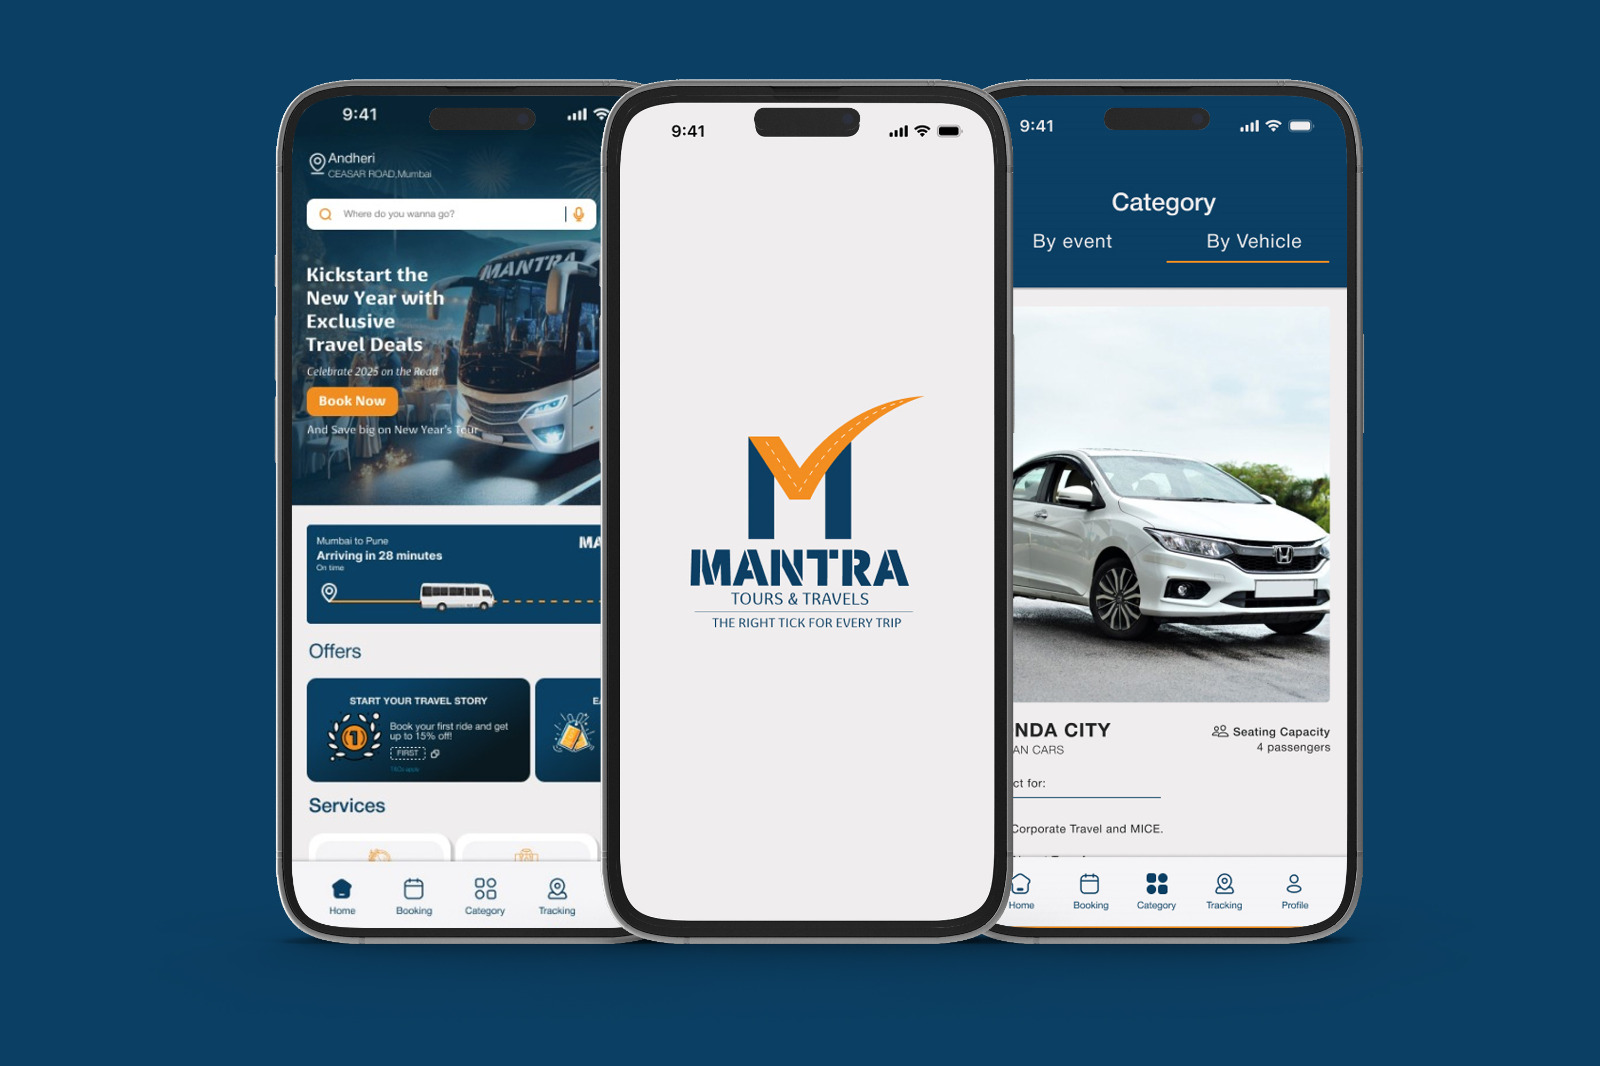 9:41
Andheri
CEASAR ROAD,Mumbai
Where do you wanna go?
MANTRA
Kickstart the
New Year with
Exclusive
Travel Deals
Celebrate 2025 on the Road
Book Now
And Save big on New Year's Tour
Mumbai to Pune
Arriving in 28 minutes
On time
MA
Offers
START YOUR TRAVEL STORY
1
Book your first ride and get
up to 15% off!
FIRST
Services
Home
Booking
Category
Tracking
9:41
M
MANTRA
TOURS & TRAVELS
THE RIGHT TICK FOR EVERY TRIP
9:41
Category
By event
By Vehicle
NDA CITY
AN CARS
Seating Capacity
4 passengers
ct for:
Corporate Travel and MICE.
Home
Booking
Category
Tracking
Profile